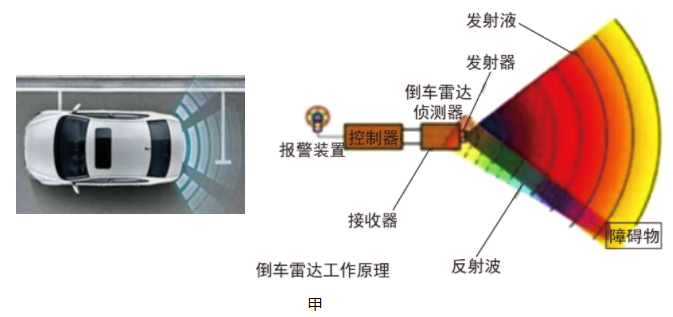 发射液
发射器
倒车雷达
侦测器
控制器
报警装置
接收器
障碍物
反射波
倒车雷达工作原理
甲